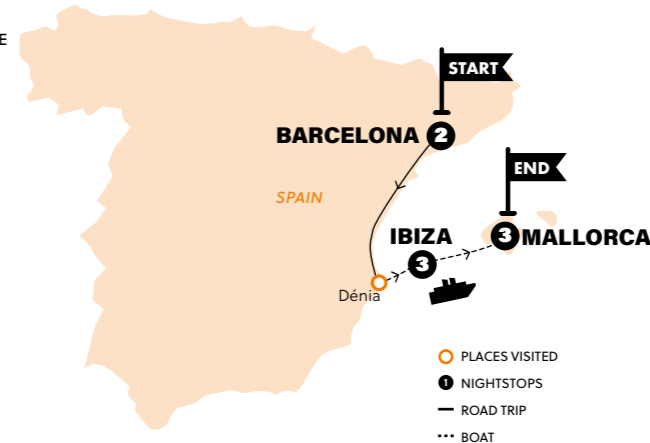 E
START
BARCELONA 2
END
SPAIN
IBIZA
3 MALLORCA
3
Dénia
PLACES VISITED
1 NIGHTSTOPS
ROAD TRIP
BOAT